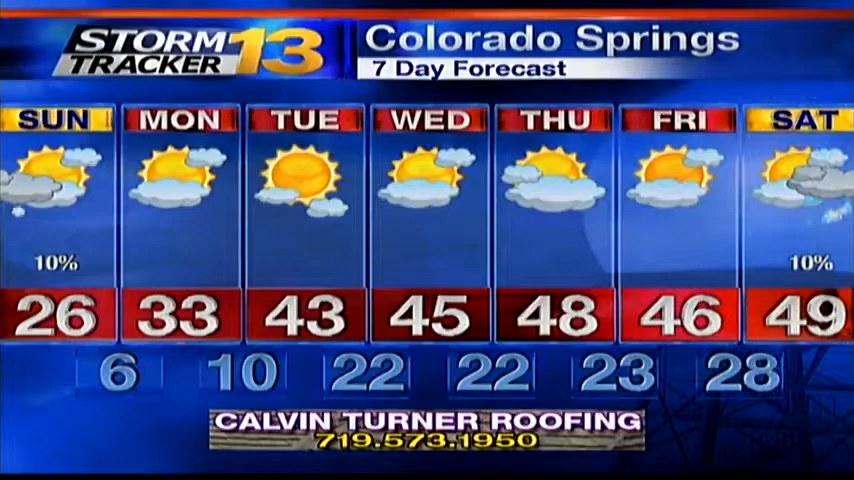 STORM TRACKER 13
Colorado Springs
7 Day Forecast
SUN MON TUE WED THU FRI SAT
10% 10%
26 33 43 45 48 46 49
6 10 22 22 23 28
CALVIN TURNER ROOFING
719.573.1950